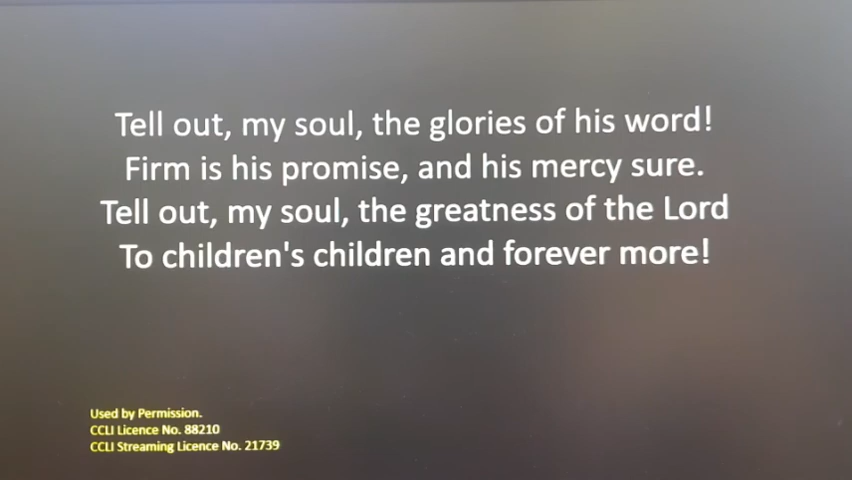 Tell out, my soul, the glories of his word!
Firm is his promise, and his mercy sure.
Tell out, my soul, the greatness of the Lord
To children's children and forever more!
Used by Permission.
CCLI Licence No. 88210
CCLI Streaming Licence No. 21739